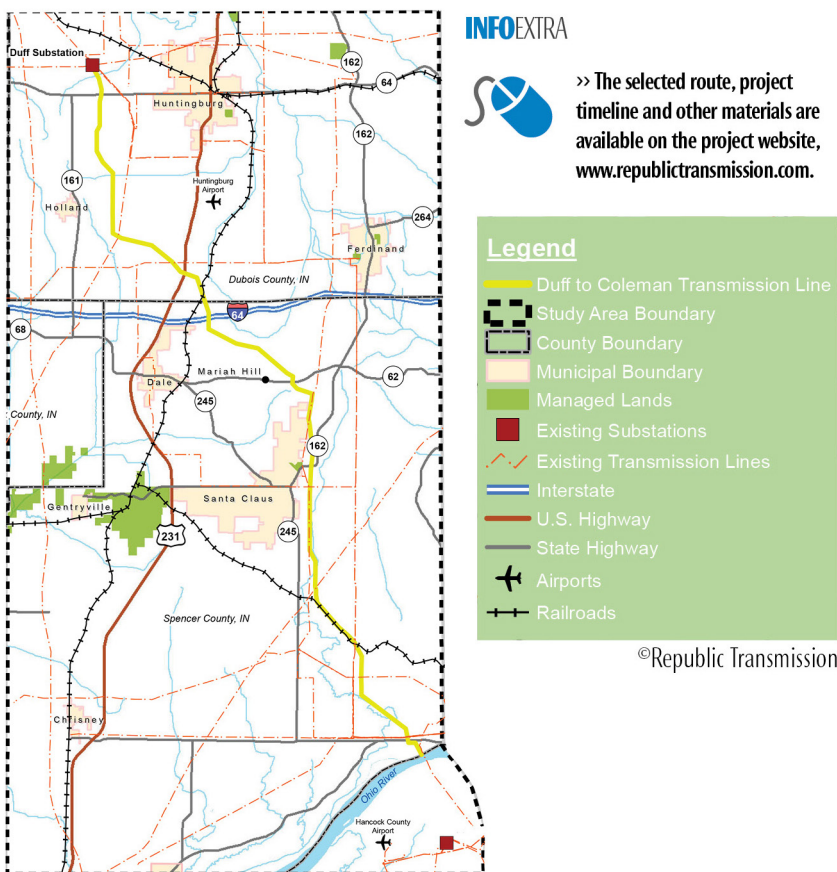 INFOEXTRA
>> The selected route, project
timeline and other materials are
available on the project website,
www.republictransmission.com.
Duff Substation
162
64
Huntingburg
162
161
Huntingburg
Airport
Holland
264
Ferdinand
Dubois County, IN
64
68
Mariah Hill
62
Dale
245
County, IN
162
Santa Claus
Gentryville
245
231
Spencer County, IN
Chrisney
Ohio River
Hancock County
Airport
Legend
Duff to Coleman Transmission Line
Study Area Boundary
County Boundary
Municipal Boundary
Managed Lands
Existing Substations
Existing Transmission Lines
Interstate
U.S. Highway
State Highway
Airports
Railroads
©Republic Transmission